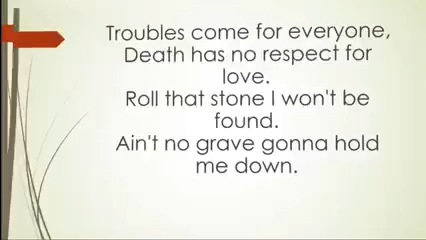 Troubles come for everyone,
Death has no respect for
love.
Roll that stone I won't be
found.
Ain't no grave gonna hold
me down.